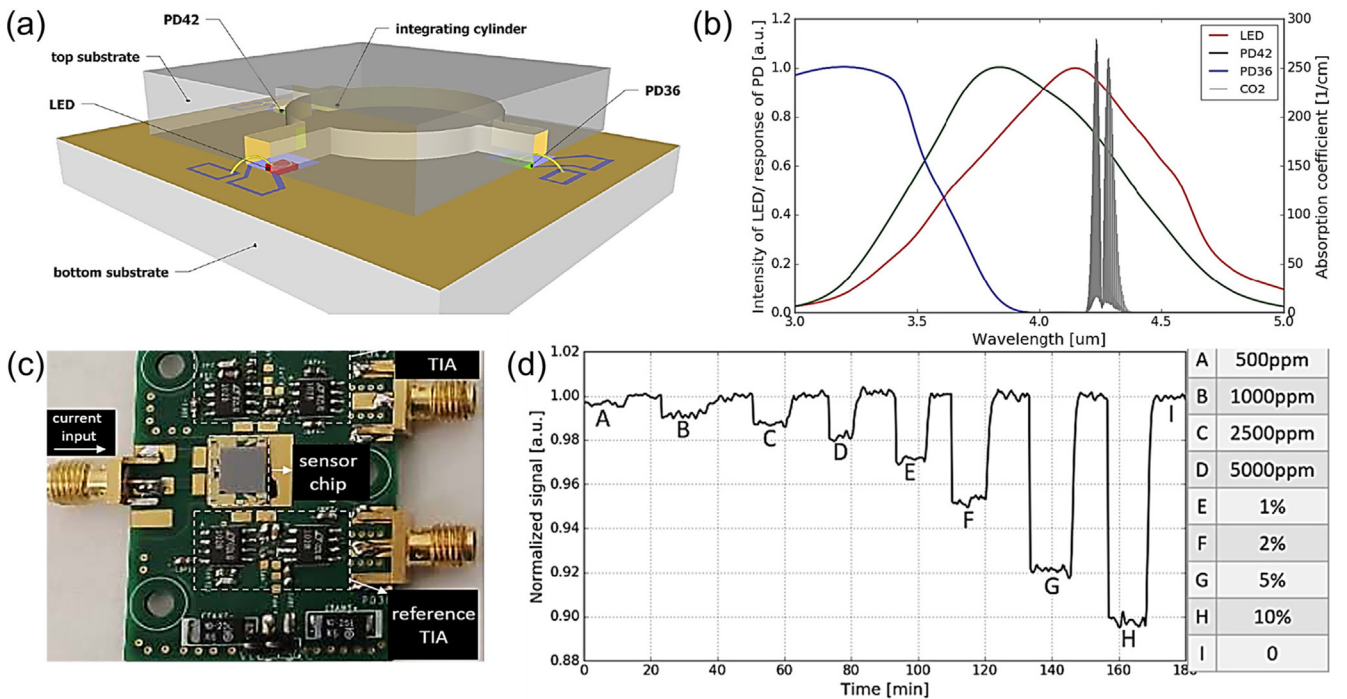 (a)
PD42
integrating cylinder
top substrate
LED
PD36
bottom substrate
(b)
Intensity of LED/ response of PD [a.u.]
1.2
1.0
0.8
0.6
0.4
0.2
0.0
3.0
3.5
4.0
4.5
5.0
Wavelength [um]
LED
PD42
PD36
CO2
300
250
200
150
100
50
0
Absorption coefficient [1/cm]
(c)
TIA
current
input
sensor
chip
reference
TIA
(d)
Normalized signal [a.u.]
1.02
1.00
0.98
0.96
0.94
0.92
0.90
0.88
A
B
C
D
E
F
G
H
I
0
20
40
60
80
100
120
140
160
180
Time [min]
A 500ppm
B 1000ppm
C 2500ppm
D 5000ppm
E 1%
F 2%
G 5%
H 10%
I 0